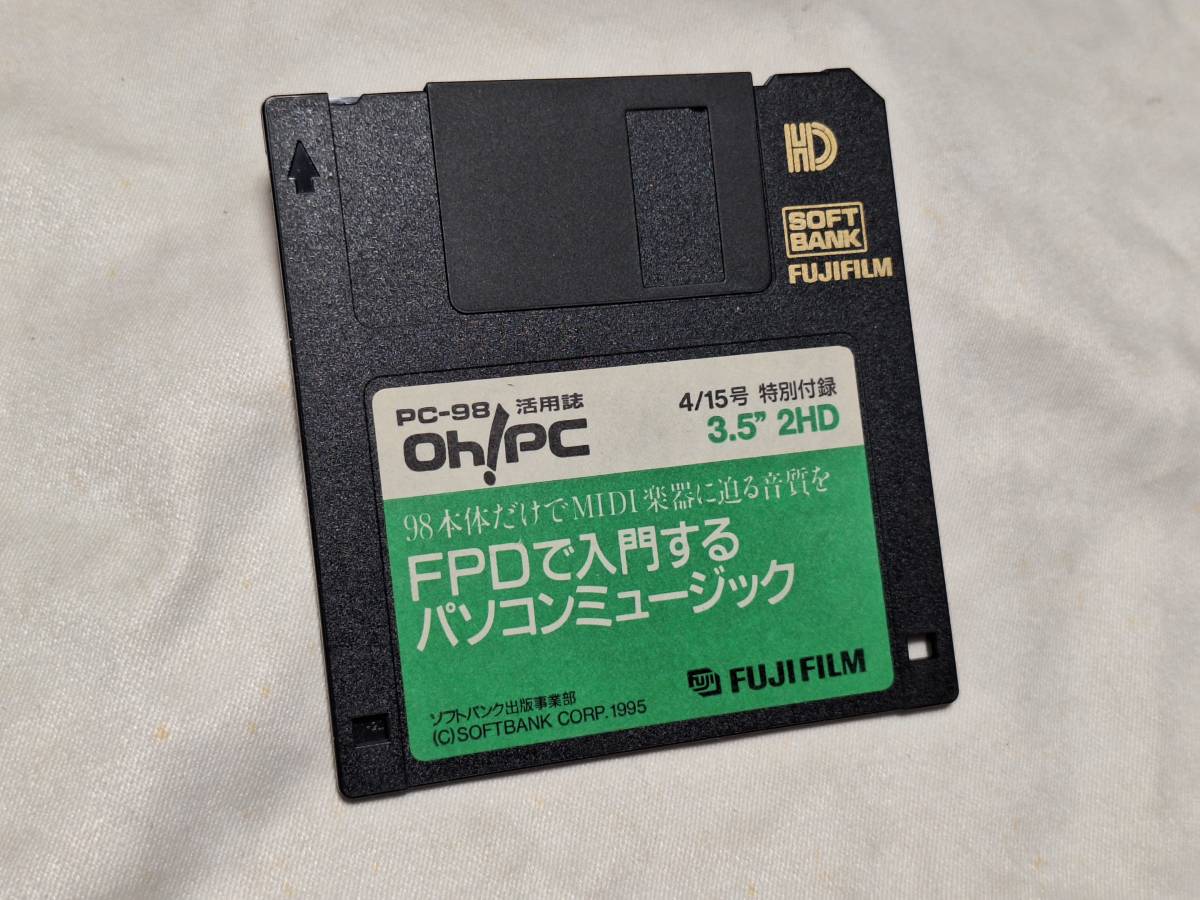 HD
SOFT
BANK
FUJIFILM
PC-98 活用誌
Oh!PC
4/15号 特別付録
3.5” 2HD
98本体だけでMIDI楽器に迫る音質を
FPDで入門する
パソコンミュージック
Fuji FUJIFILM
ソフトバンク出版事業部
(C)SOFTBANK CORP.1995